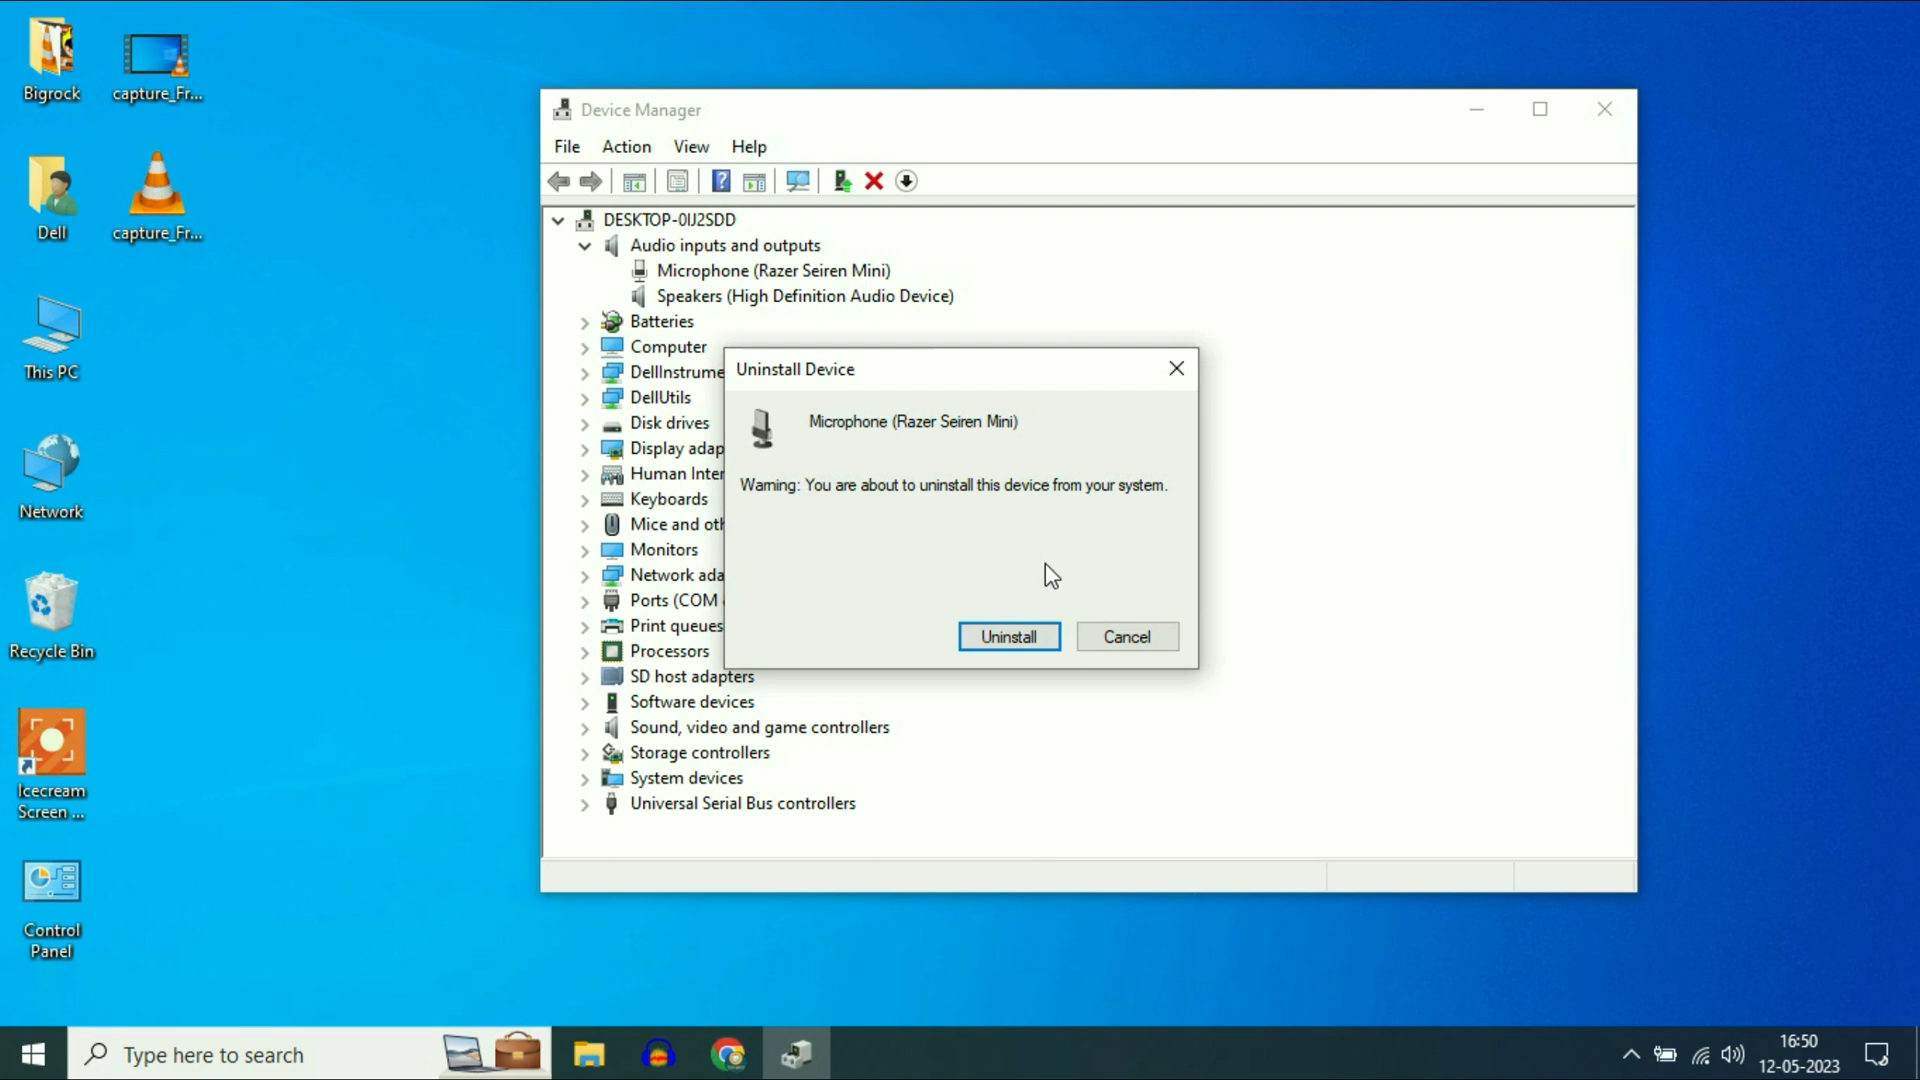 Bigrock
capture_Fr...
Dell
capture_Fr...
This PC
Network
Recycle Bin
Icecream
Screen ...
Control
Panel
Device Manager
File Action View Help
DESKTOP-0IJ2SDD
Audio inputs and outputs
Microphone (Razer Seiren Mini)
Speakers (High Definition Audio Device)
Batteries
Computer
DellInstrume
DellUtils
Disk drives
Display adap
Human Inter
Keyboards
Mice and oth
Monitors
Network ada
Ports (COM
Print queues
Processors
SD host adapters
Software devices
Sound, video and game controllers
Storage controllers
System devices
Universal Serial Bus controllers
Uninstall Device
Microphone (Razer Seiren Mini)
Warning: You are about to uninstall this device from your system.
Uninstall Cancel
Type here to search
16:50
12-05-2023